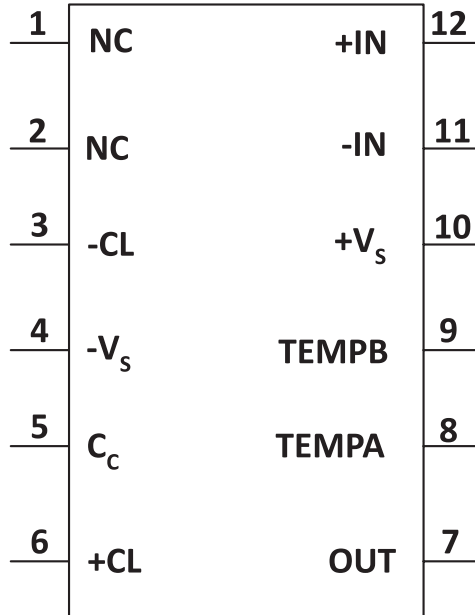 1 NC +IN 12
2 NC -IN 11
3 -CL +VS 10
4 -VS TEMPB 9
5 CC TEMPA 8
6 +CL OUT 7